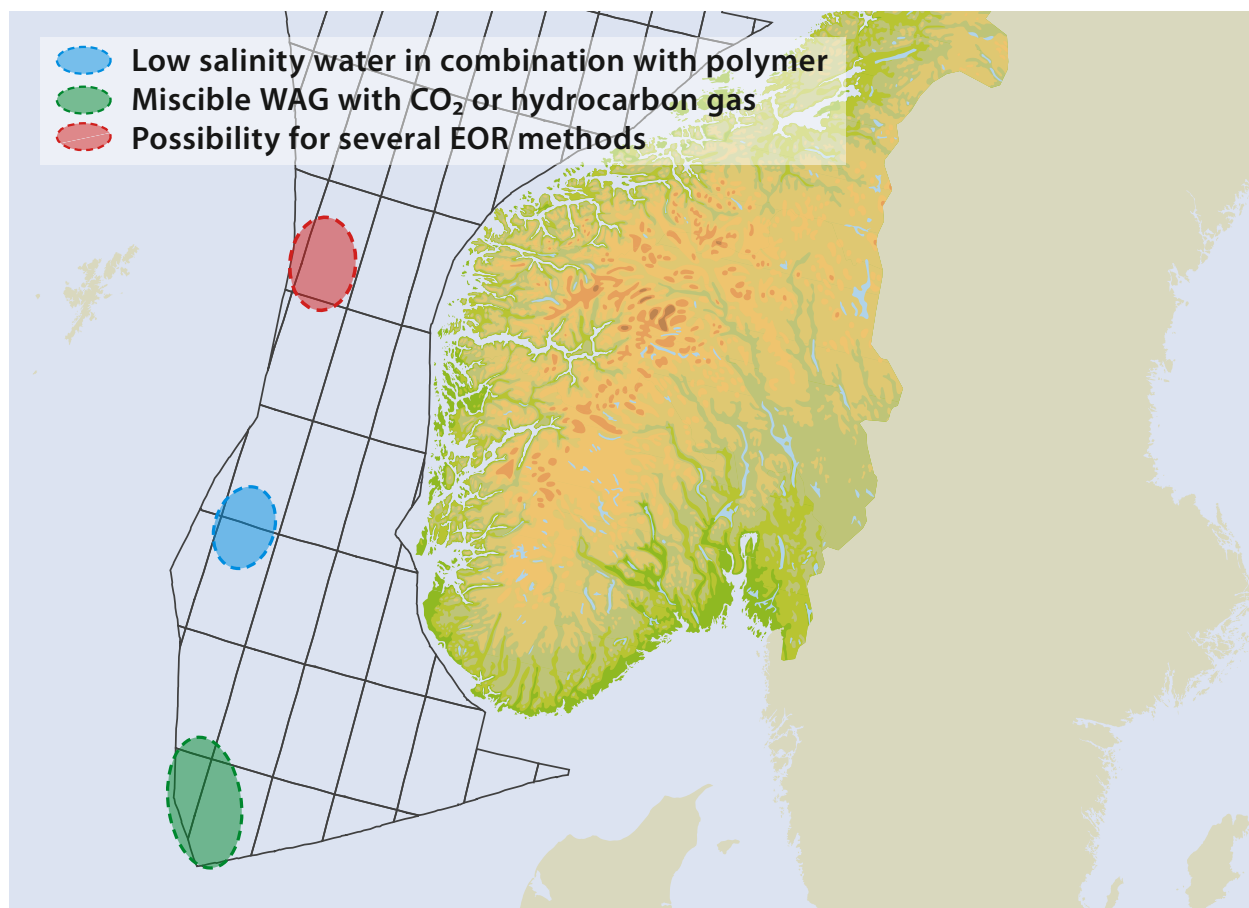 Low salinity water in combination with polymer
Miscible WAG with CO₂ or hydrocarbon gas
Possibility for several EOR methods